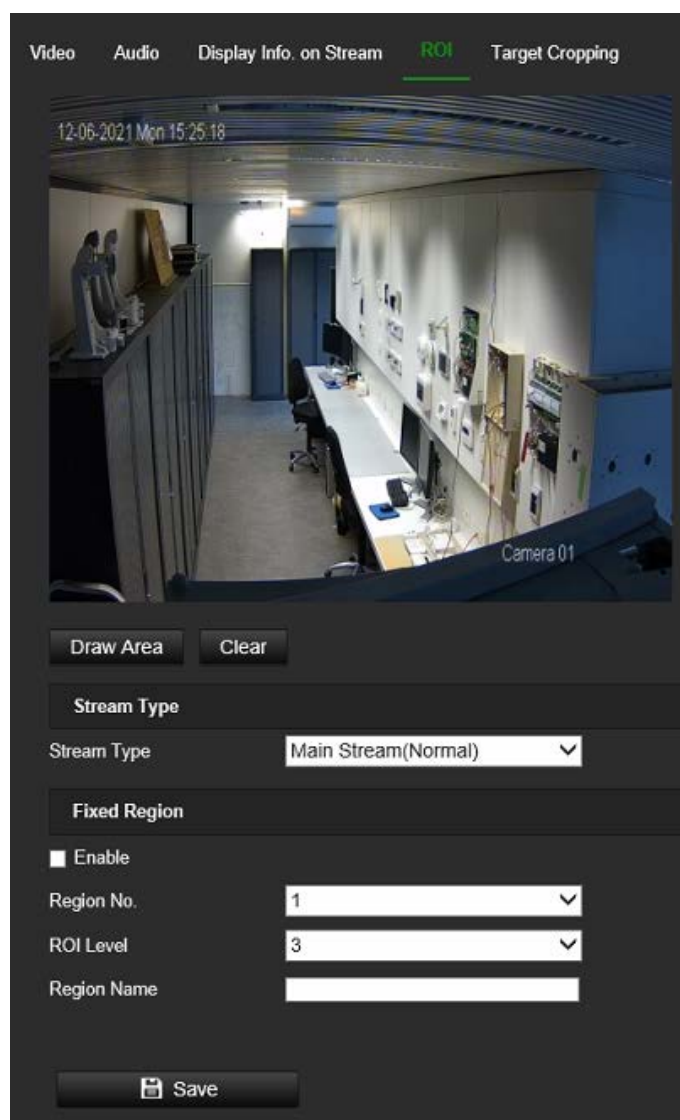 Video Audio Display Info. on Stream ROI Target Cropping
12-06-2021 Mon 15:25:18
Camera 01
Draw Area Clear
Stream Type
Stream Type Main Stream(Normal)
Fixed Region
Enable
Region No. 1
ROI Level 3
Region Name
Save